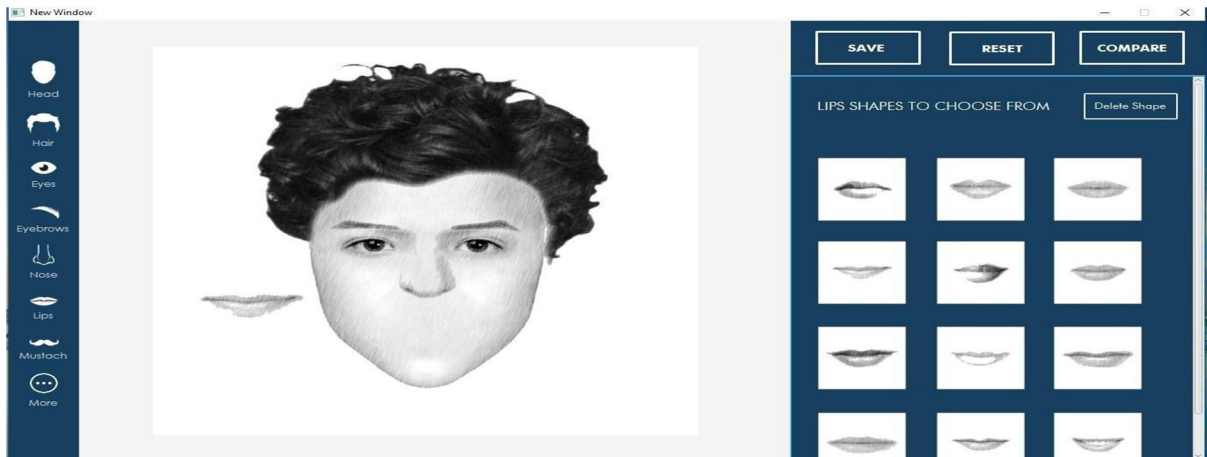 New Window
SAVE
RESET
COMPARE
Head
Hair
Eyes
Eyebrows
Nose
Lips
Mustach
More
LIPS SHAPES TO CHOOSE FROM
Delete Shape